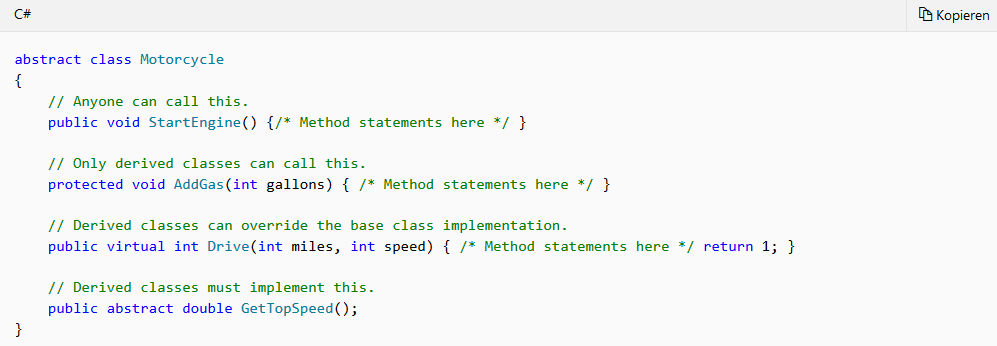 C#
Kopieren
abstract class Motorcycle
{
    // Anyone can call this.
    public void StartEngine() {/* Method statements here */ }

    // Only derived classes can call this.
    protected void AddGas(int gallons) { /* Method statements here */ }

    // Derived classes can override the base class implementation.
    public virtual int Drive(int miles, int speed) { /* Method statements here */ return 1; }

    // Derived classes must implement this.
    public abstract double GetTopSpeed();
}